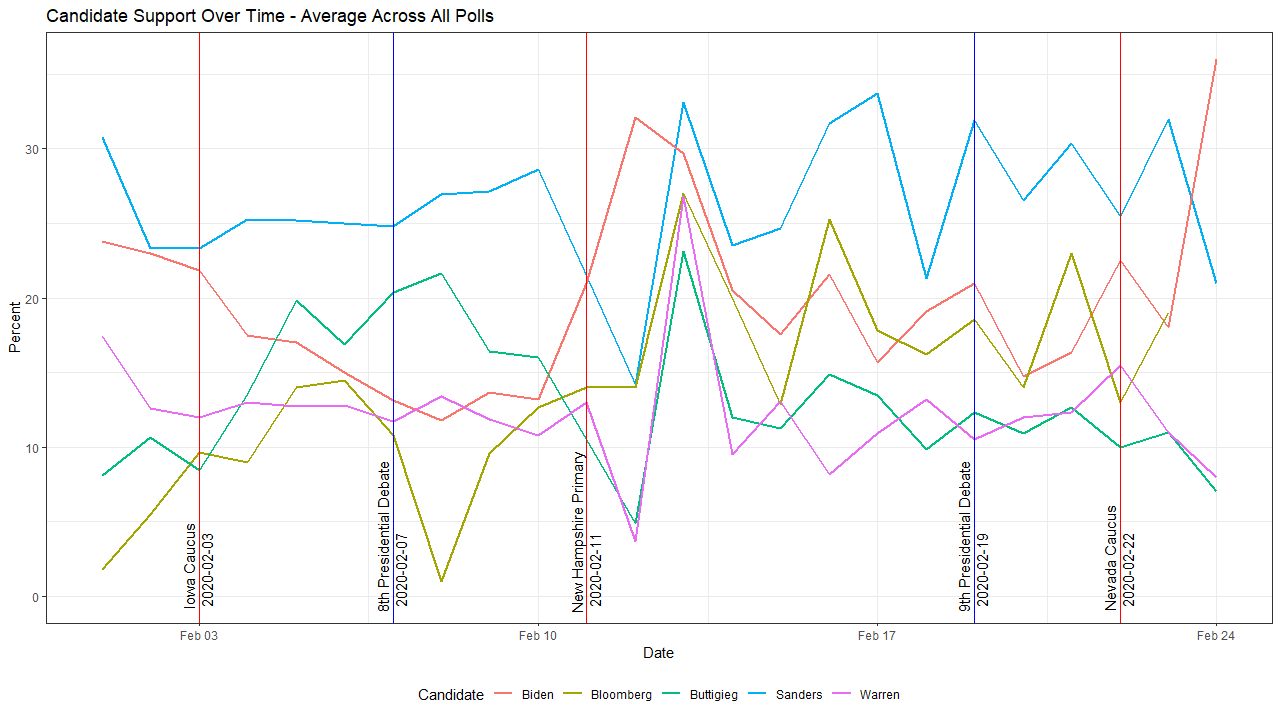 Candidate Support Over Time - Average Across All Polls
Percent
30
20
10
0
Iowa Caucus
2020-02-03
8th Presidential Debate
2020-02-07
New Hampshire Primary
2020-02-11
9th Presidential Debate
2020-02-19
Nevada Caucus
2020-02-22
Feb 03
Feb 10
Feb 17
Feb 24
Date
Candidate Biden Bloomberg Buttigieg Sanders Warren